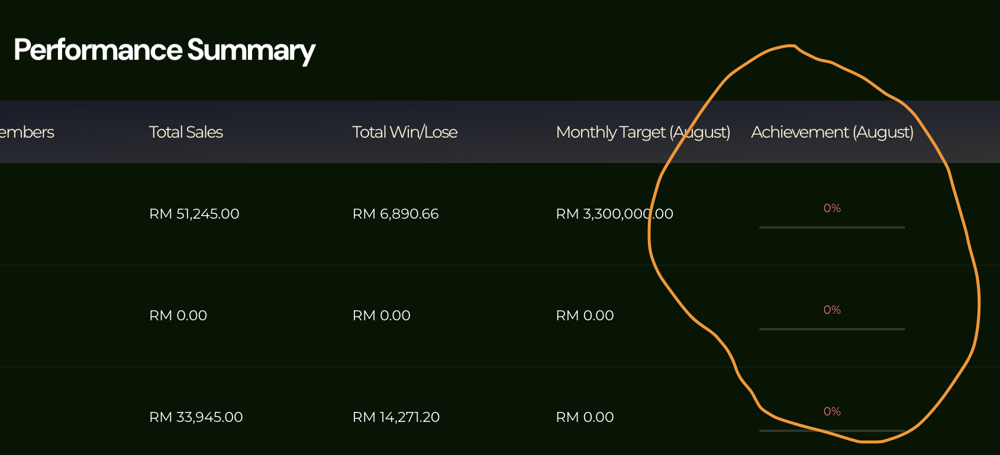 Performance Summary
embers Total Sales Total Win/Lose Monthly Target (August) Achievement (August)
RM 51,245.00 RM 6,890.66 RM 3,300,000.00 0%
RM 0.00 RM 0.00 RM 0.00 0%
RM 33,945.00 RM 14,271.20 RM 0.00 0%